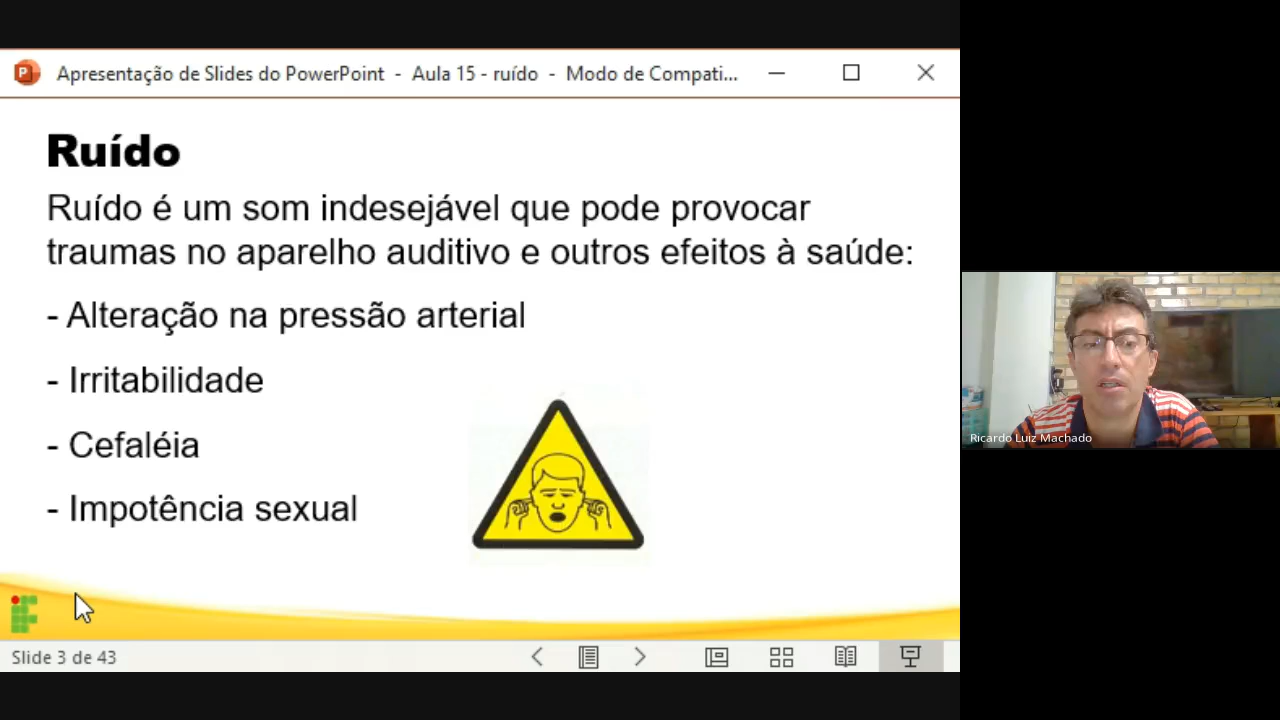 Apresentação de Slides do PowerPoint - Aula 15 - ruído - Modo de Compati...
Ruído
Ruído é um som indesejável que pode provocar
traumas no aparelho auditivo e outros efeitos à saúde:
- Alteração na pressão arterial
- Irritabilidade
- Cefaléia
- Impotência sexual
Slide 3 de 43
Ricardo Luiz Machado